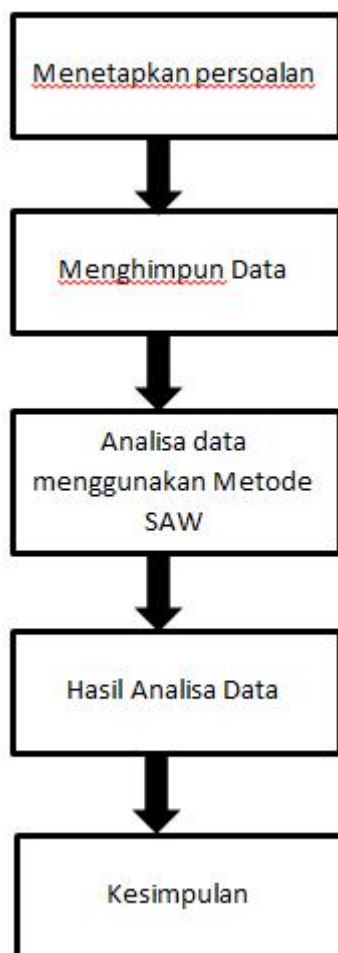 Menetapkan persoalan
Menghimpun Data
Analisa data
menggunakan Metode
SAW
Hasil Analisa Data
Kesimpulan